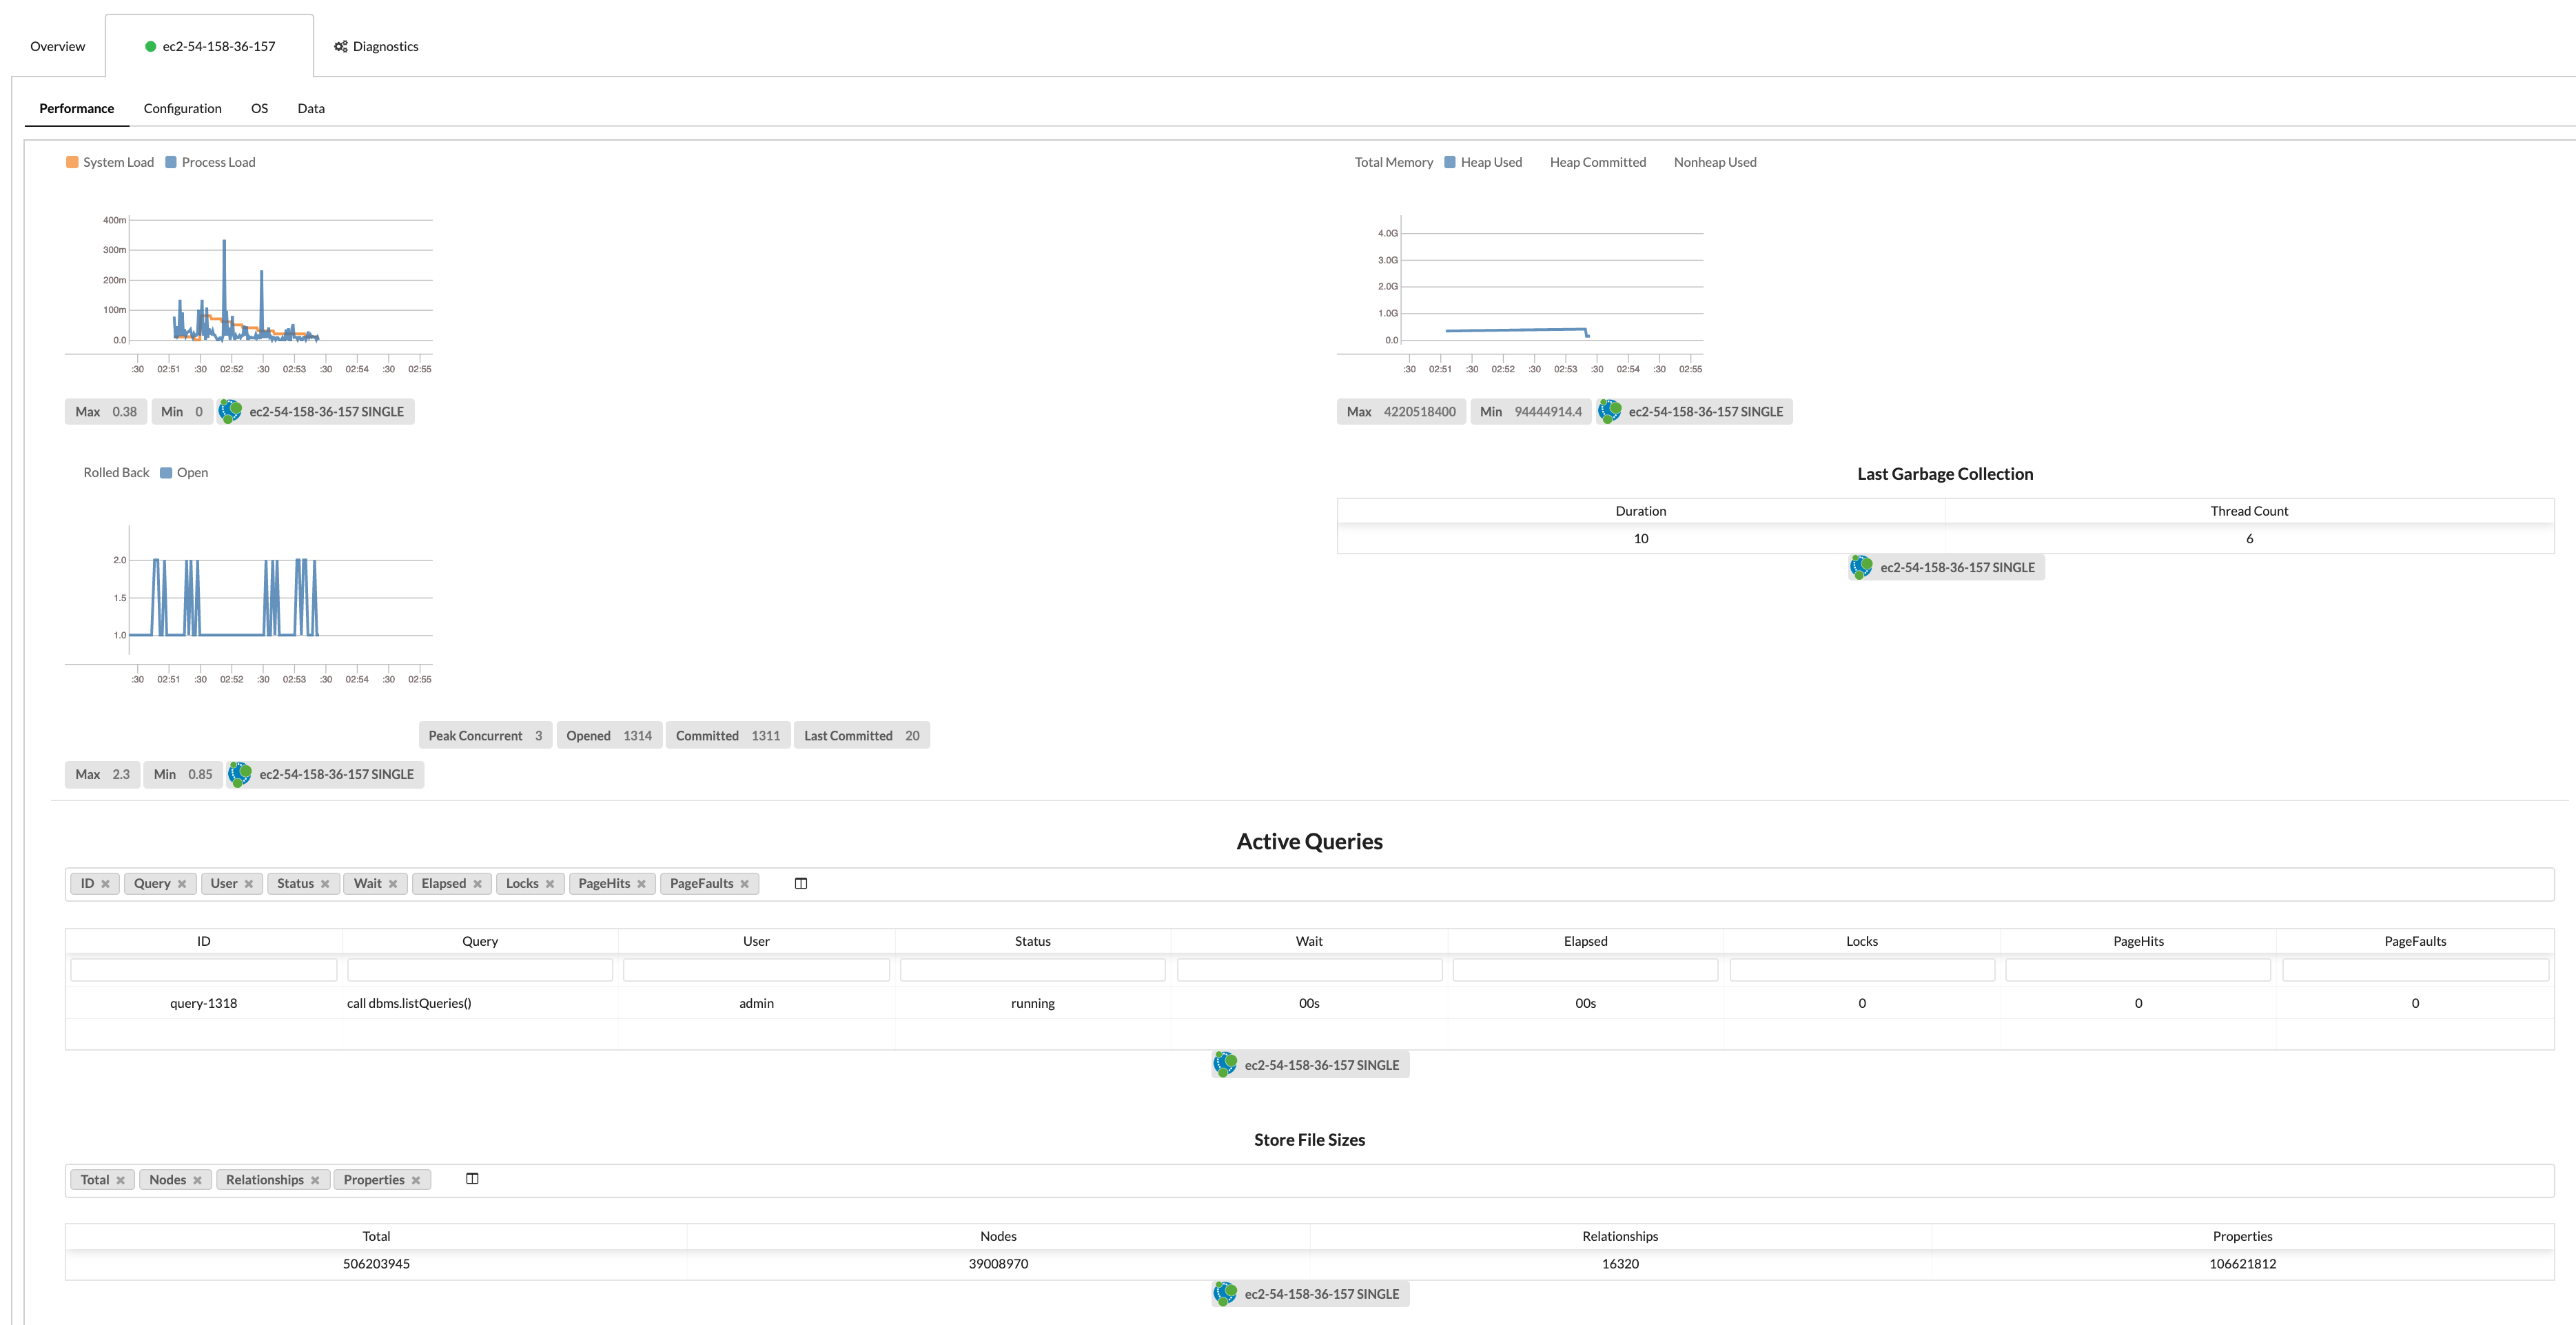 Overview ec2-54-158-36-157 Diagnostics
Performance Configuration OS Data
System Load Process Load
400m
300m
200m
100m
0.0
:30 02:51 :30 02:52 :30 02:53 :30 02:54 :30 02:55
Max 0.38 Min 0 ec2-54-158-36-157 SINGLE
Total Memory Heap Used Heap Committed Nonheap Used
4.0G
3.0G
2.0G
1.0G
0.0
:30 02:51 :30 02:52 :30 02:53 :30 02:54 :30 02:55
Max 4220518400 Min 94444914.4 ec2-54-158-36-157 SINGLE
Rolled Back Open
2.0
1.5
1.0
:30 02:51 :30 02:52 :30 02:53 :30 02:54 :30 02:55
Peak Concurrent 3 Opened 1314 Committed 1311 Last Committed 20
Max 2.3 Min 0.85 ec2-54-158-36-157 SINGLE
Last Garbage Collection
Duration Thread Count
10 6
ec2-54-158-36-157 SINGLE
Active Queries
ID Query User Status Wait Elapsed Locks PageHits PageFaults
ID Query User Status Wait Elapsed Locks PageHits PageFaults
query-1318 call dbms.listQueries() admin running 00s 00s 0 0 0
ec2-54-158-36-157 SINGLE
Store File Sizes
Total Nodes Relationships Properties
Total Nodes Relationships Properties
506203945 39008970 16320 106621812
ec2-54-158-36-157 SINGLE